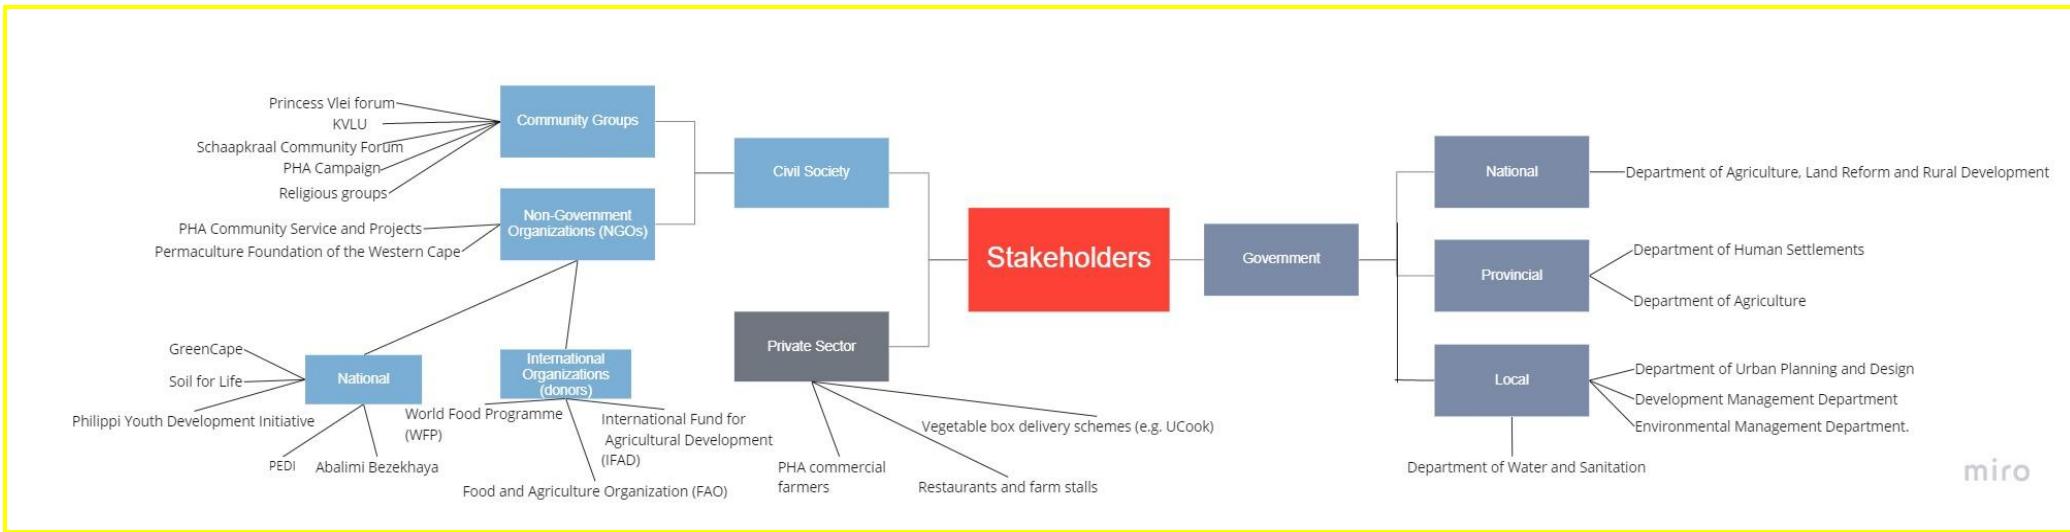 Princess Vlei forum
KVLU
Schaapkraal Community Forum
PHA Campaign
Religious groups
Community Groups
PHA Community Service and Projects
Permaculture Foundation of the Western Cape
Non-Government
Organizations (NGOs)
Civil Society
GreenCape
Soil for Life
Philippi Youth Development Initiative
PEDI
Abalimi Bezekhaya
National
International
Organizations
(donors)
World Food Programme
(WFP)
Food and Agriculture Organization (FAO)
International Fund for
Agricultural Development
(IFAD)
Private Sector
PHA commercial
farmers
Restaurants and farm stalls
Vegetable box delivery schemes (e.g. UCook)
Stakeholders
Government
National
Department of Agriculture, Land Reform and Rural Development
Provincial
Department of Human Settlements
Department of Agriculture
Local
Department of Urban Planning and Design
Development Management Department
Environmental Management Department.
Department of Water and Sanitation
miro